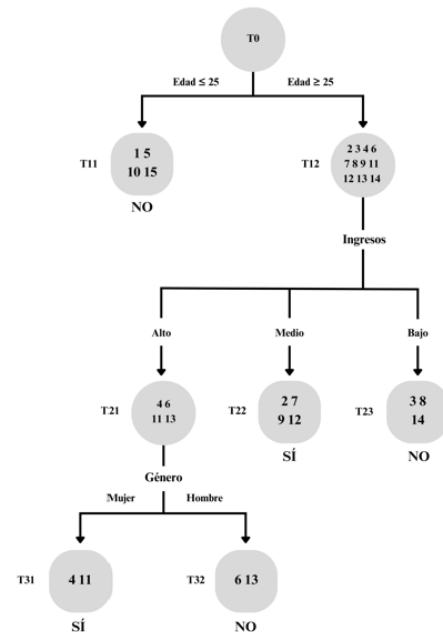 T0
Edad ≤ 25
Edad ≥ 25
T11
1 5
10 15
NO
T12
2 3 4 6
7 8 9 11
12 13 14
Ingresos
Alto
Medio
Bajo
T21
4 6
11 13
T22
2 7
9 12
SÍ
T23
3 8
14
NO
Género
Mujer
Hombre
T31
4 11
SÍ
T32
6 13
NO